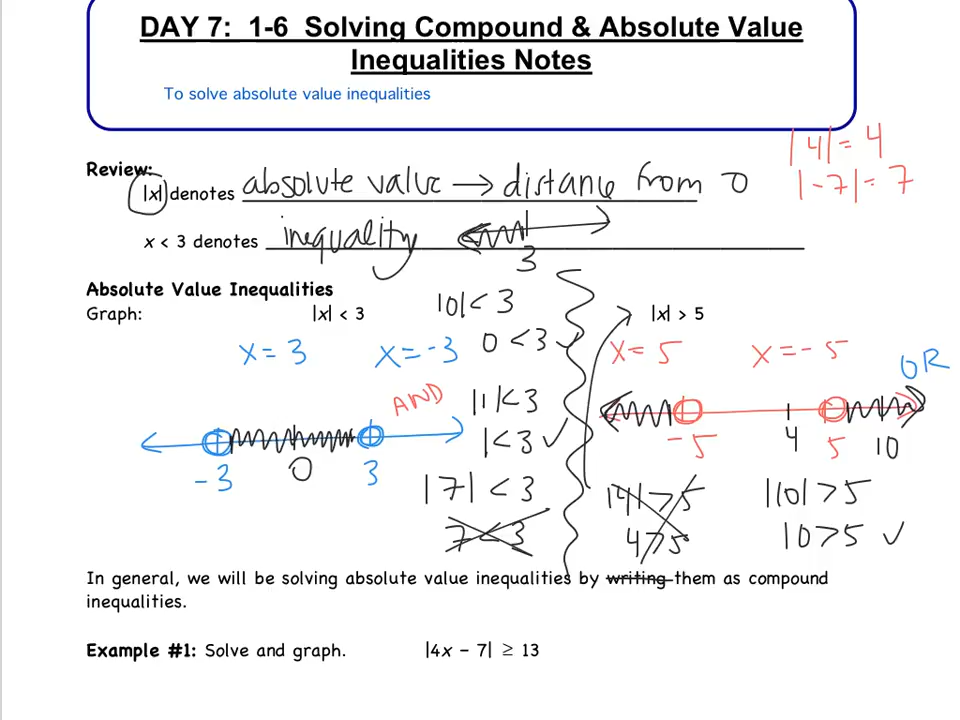 DAY 7: 1-6 Solving Compound & Absolute Value
Inequalities Notes
To solve absolute value inequalities
|4| = 4
|-7| = 7
Review:
|x| denotes absolute value → distance from 0
x < 3 denotes inequality
3
Absolute Value Inequalities
Graph: |x| < 3
x = 3 x = -3
AND
-3 0 3
|0| < 3
0 < 3 ✓
|1| < 3
1 < 3 ✓
|7| < 3
7 < 3
|x| > 5
x = 5 x = -5
OR
-5 4 5 10
|4| > 5
4 > 5
|10| > 5
10 > 5 ✓
In general, we will be solving absolute value inequalities by writing them as compound
inequalities.
Example #1: Solve and graph. |4x - 7| ≥ 13